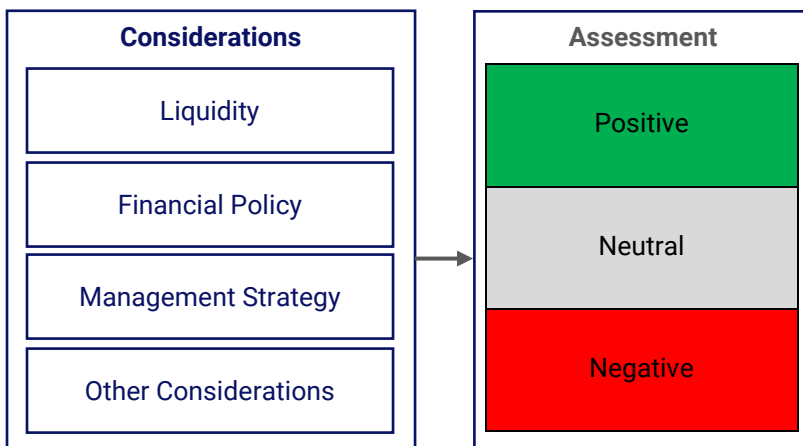 Considerations
Liquidity
Financial Policy
Management Strategy
Other Considerations
Assessment
Positive
Neutral
Negative